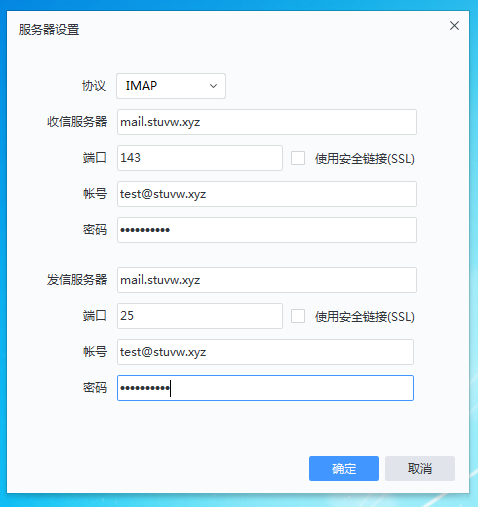 服务器设置
协议 IMAP
收信服务器 mail.stuvw.xyz
端口 143 使用安全链接(SSL)
帐号 test@stuvw.xyz
密码 ••••••••••
发信服务器 mail.stuvw.xyz
端口 25 使用安全链接(SSL)
帐号 test@stuvw.xyz
密码 ••••••••••
确定 取消